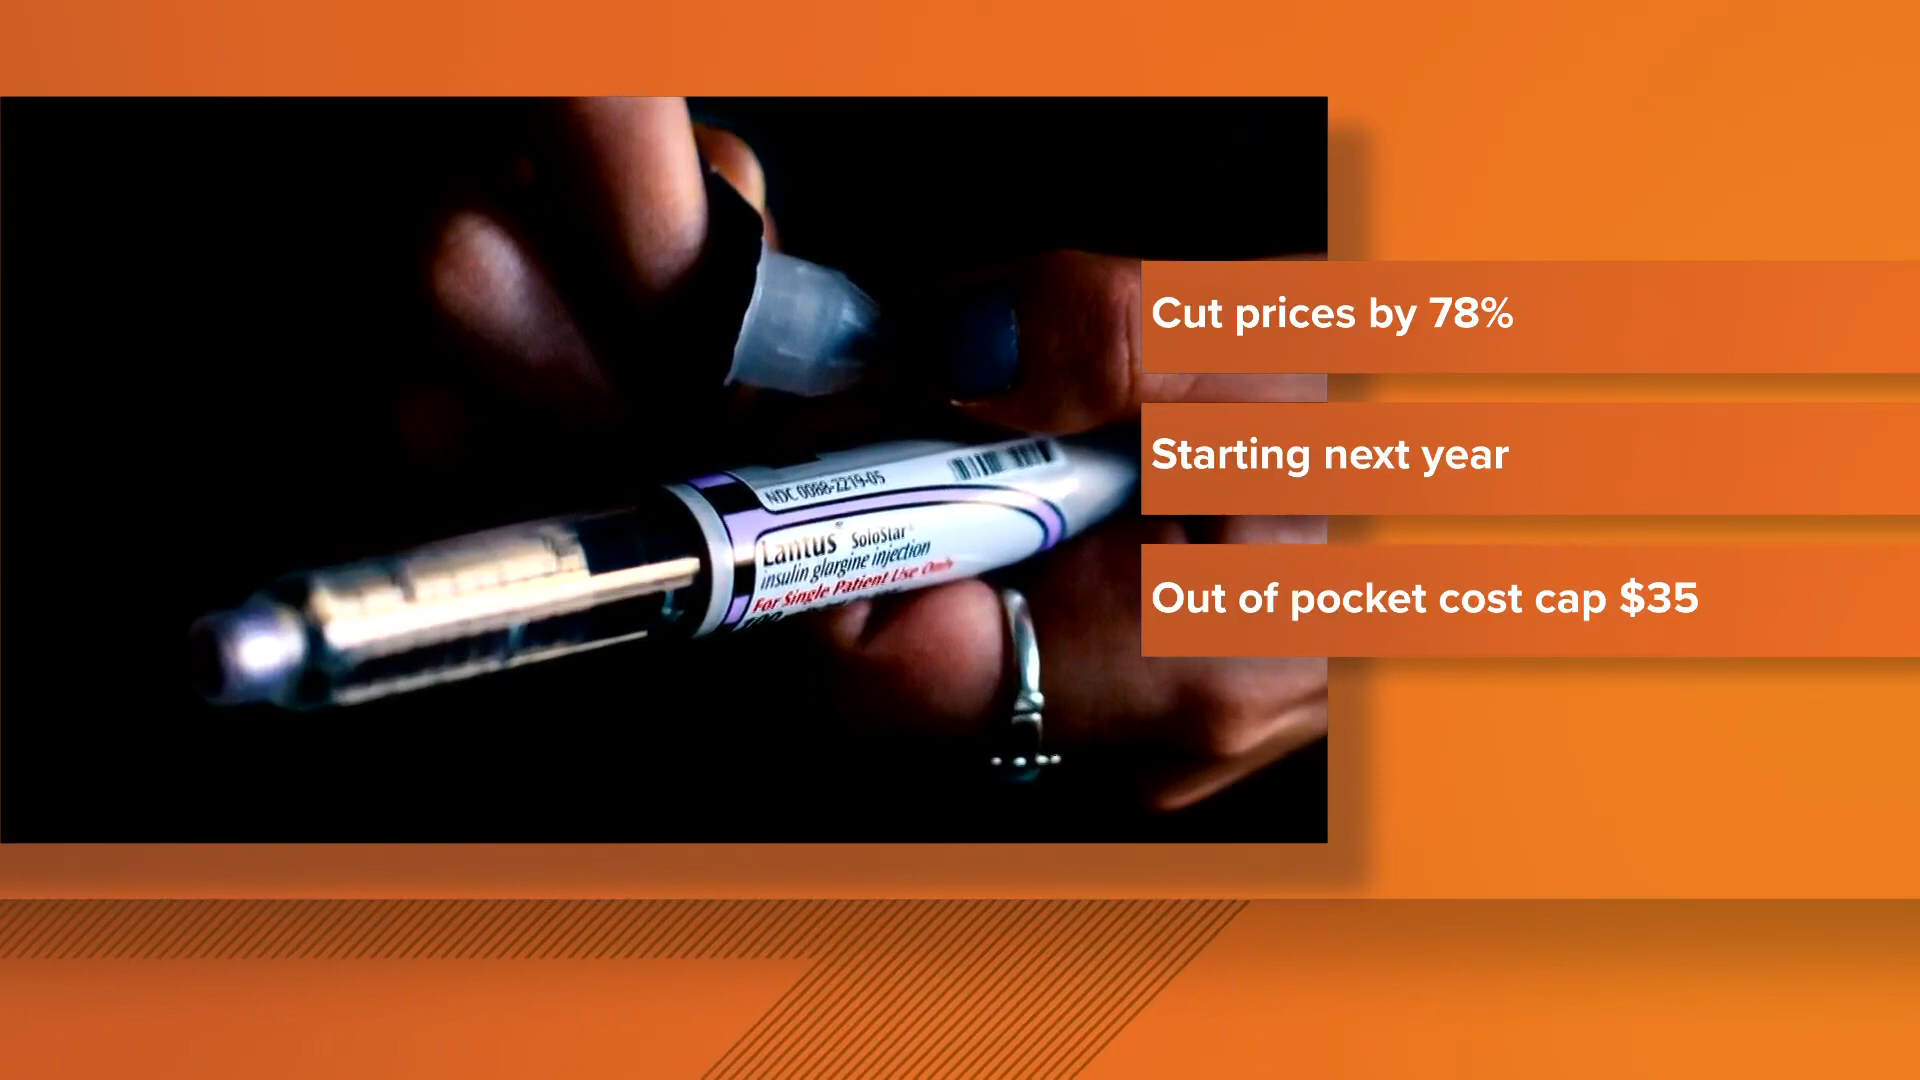 Cut prices by 78%
Starting next year
Out of pocket cost cap $35
NDC 0088-2219-05
Lantus SoloStar
insulin glargine injection
For Single Patient Use Only